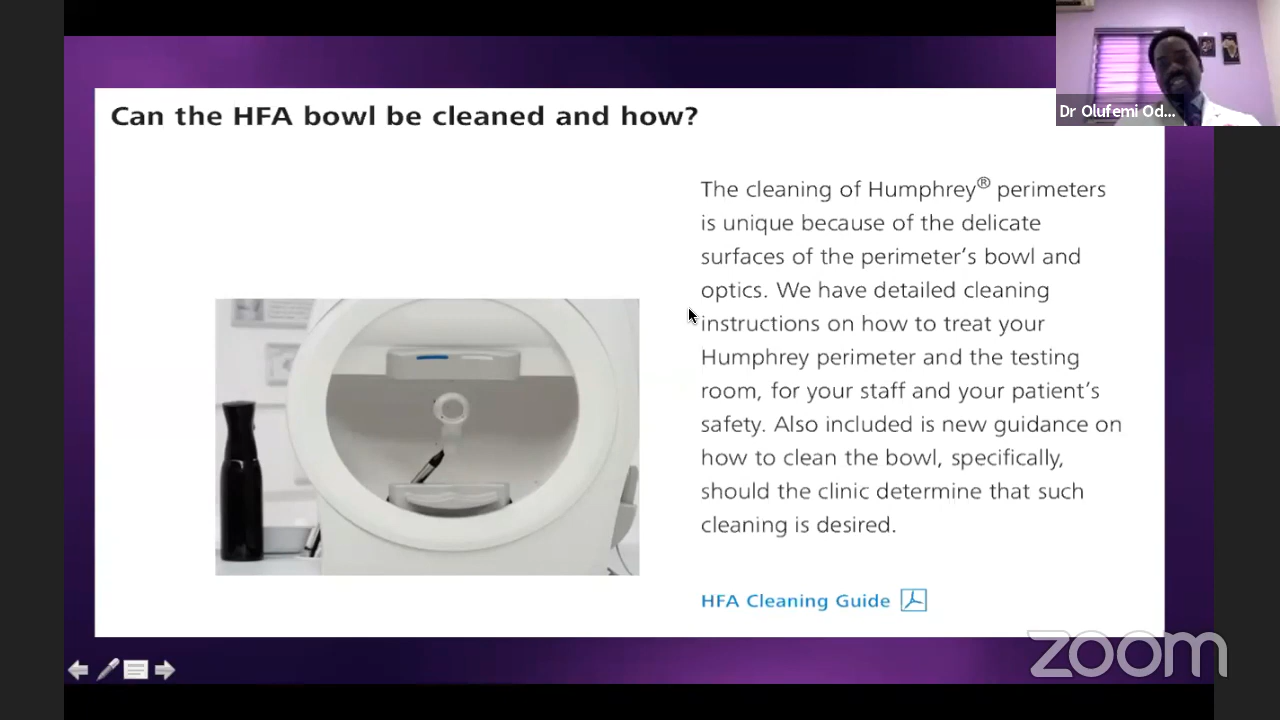 Can the HFA bowl be cleaned and how?
Dr Olufemi Od...
The cleaning of Humphrey® perimeters
is unique because of the delicate
surfaces of the perimeter's bowl and
optics. We have detailed cleaning
instructions on how to treat your
Humphrey perimeter and the testing
room, for your staff and your patient's
safety. Also included is new guidance on
how to clean the bowl, specifically,
should the clinic determine that such
cleaning is desired.
HFA Cleaning Guide
zoom